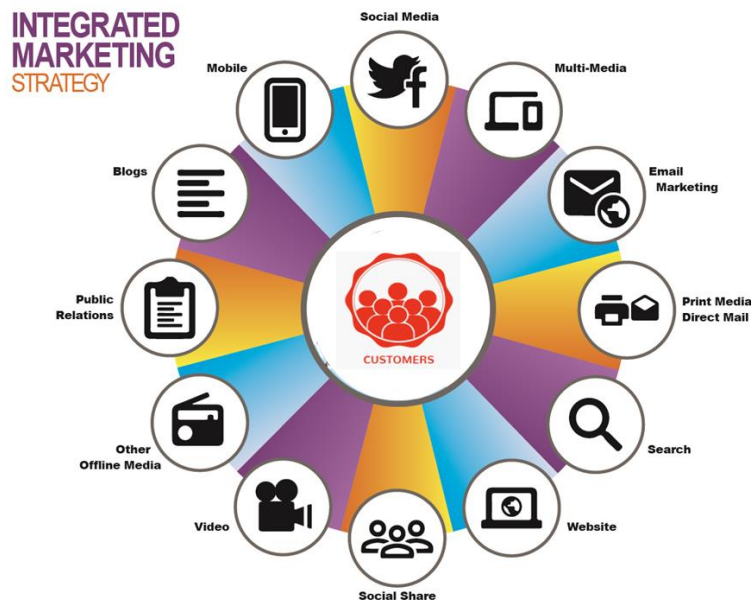 INTEGRATED
MARKETING
STRATEGY
Social Media
Mobile
Multi-Media
Blogs
Email
Marketing
Public
Relations
Print Media
Direct Mail
CUSTOMERS
Other
Offline Media
Search
Video
Website
Social Share